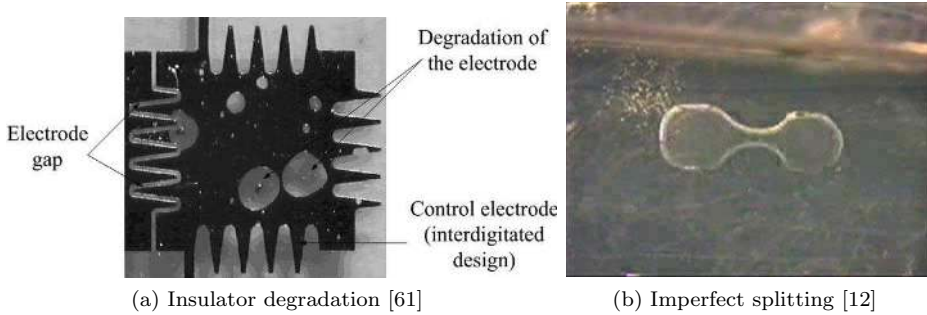 Degradation of
the electrode
Electrode
gap
Control electrode
(interdigitated
design)
(a) Insulator degradation [61]
(b) Imperfect splitting [12]